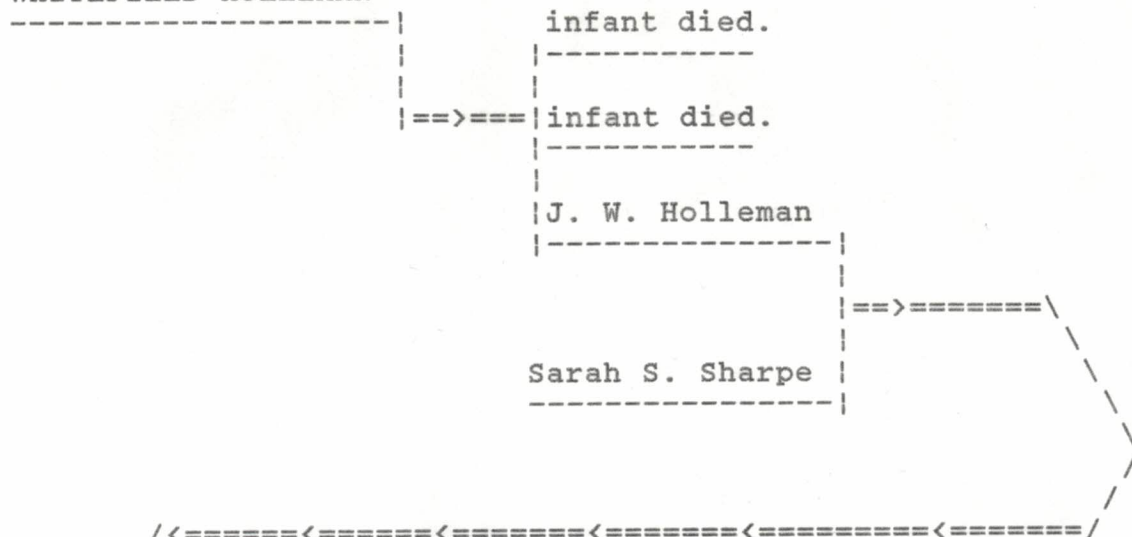 infant died.
infant died.
J. W. Holleman
Sarah S. Sharpe